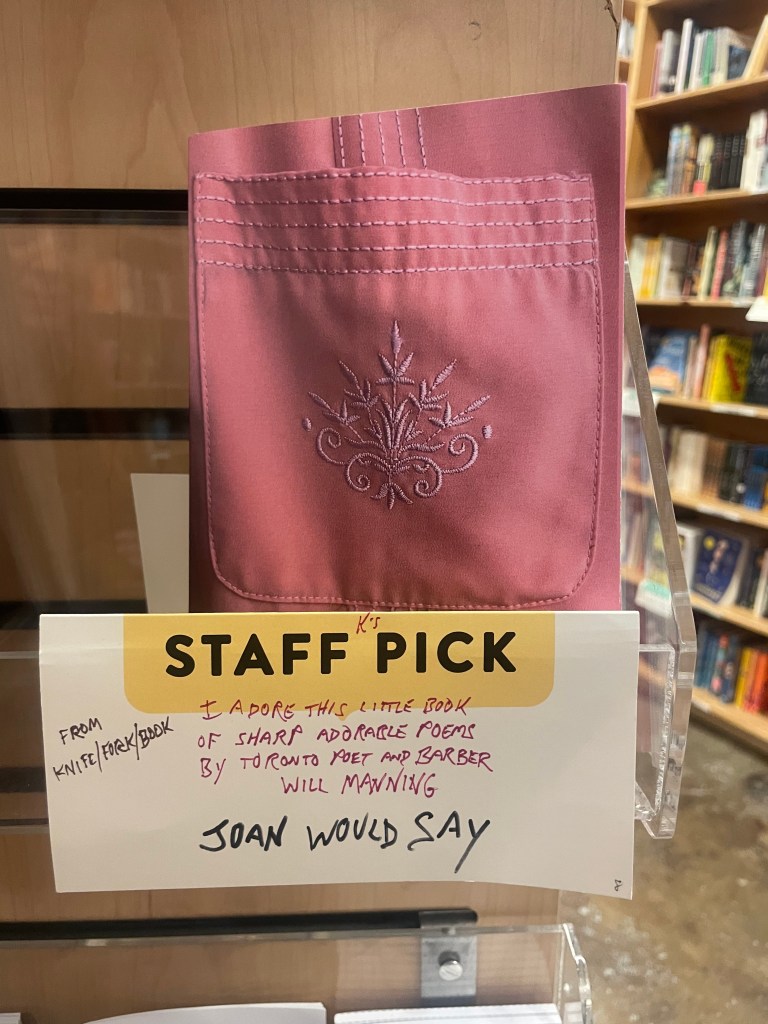 K's
STAFF PICK
FROM
KNIFE/FORK/BOOK
I ADORE THIS LITTLE BOOK
OF SHARP ADORABLE POEMS
BY TORONTO POET AND BARBER
WILL MANNING
JOAN WOULD SAY